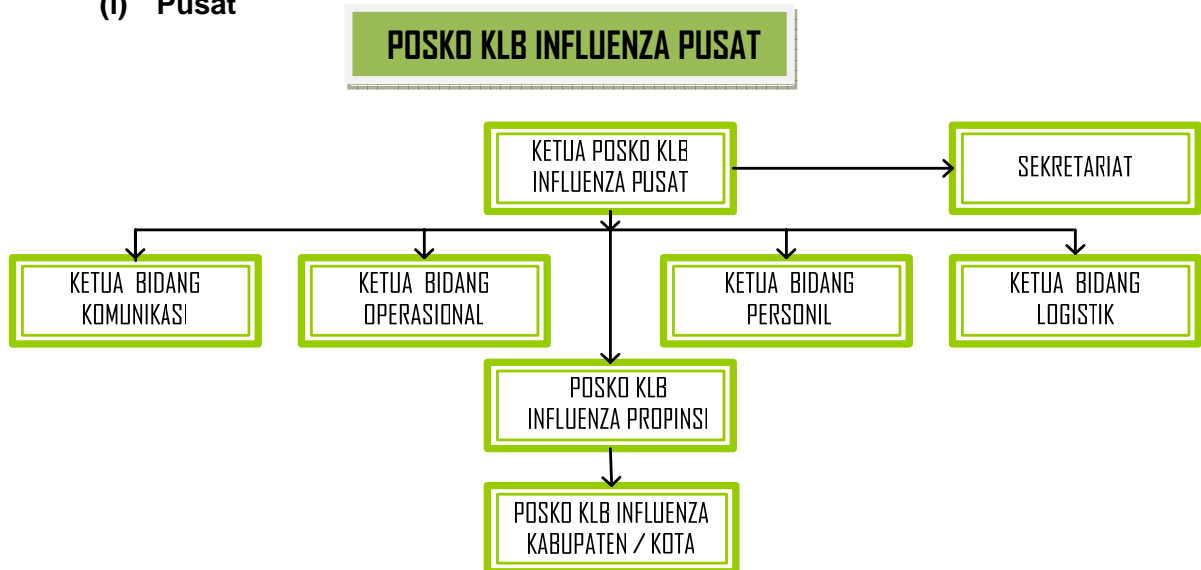 (i) Pusat
POSKO KLB INFLUENZA PUSAT
KETUA POSKO KLB
INFLUENZA PUSAT
SEKRETARIAT
KETUA BIDANG
KOMUNIKASI
KETUA BIDANG
OPERASIONAL
KETUA BIDANG
PERSONIL
KETUA BIDANG
LOGISTIK
POSKO KLB
INFLUENZA PROPINSI
POSKO KLB INFLUENZA
KABUPATEN / KOTA